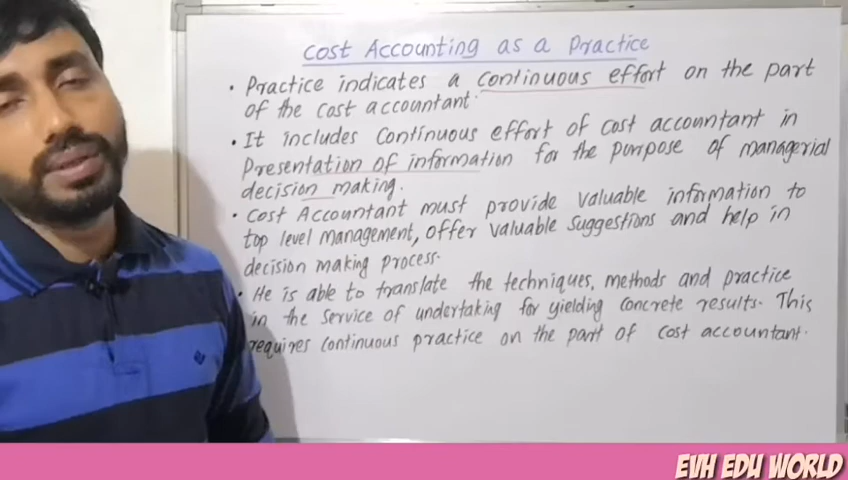 Cost Accounting as a Practice
• Practice indicates a continuous effort on the part
of the cost accountant.
• It includes continuous effort of cost accountant in
Presentation of information for the purpose of managerial
decision making.
• Cost Accountant must provide valuable information to
top level management, offer valuable suggestions and help in
decision making process.
• He is able to translate the techniques, methods and practice
in the service of undertaking for yielding concrete results. This
requires continuous practice on the part of cost accountant.
EVH EDU WORLD